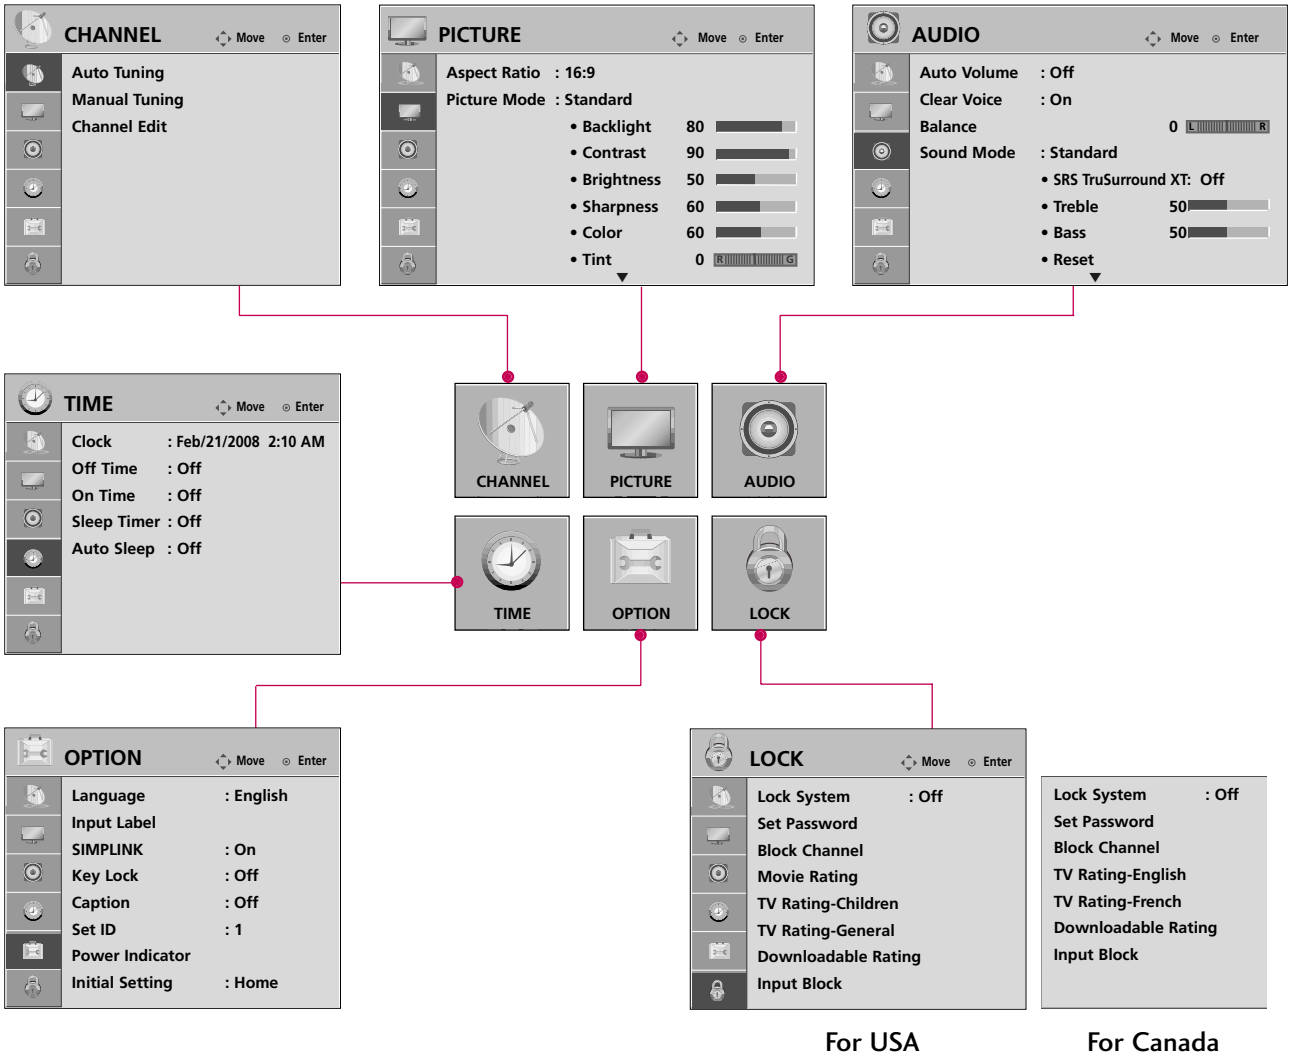 CHANNEL Move Enter
Auto Tuning
Manual Tuning
Channel Edit
PICTURE Move Enter
Aspect Ratio : 16:9
Picture Mode : Standard
• Backlight 80
• Contrast 90
• Brightness 50
• Sharpness 60
• Color 60
• Tint 0 R G
AUDIO Move Enter
Auto Volume : Off
Clear Voice : On
Balance 0 L R
Sound Mode : Standard
• SRS TruSurround XT: Off
• Treble 50
• Bass 50
• Reset
TIME Move Enter
Clock : Feb/21/2008 2:10 AM
Off Time : Off
On Time : Off
Sleep Timer : Off
Auto Sleep : Off
CHANNEL PICTURE AUDIO
TIME OPTION LOCK
OPTION Move Enter
Language : English
Input Label
SIMPLINK : On
Key Lock : Off
Caption : Off
Set ID : 1
Power Indicator
Initial Setting : Home
LOCK Move Enter
Lock System : Off
Set Password
Block Channel
Movie Rating
TV Rating-Children
TV Rating-General
Downloadable Rating
Input Block
For USA
Lock System : Off
Set Password
Block Channel
TV Rating-English
TV Rating-French
Downloadable Rating
Input Block
For Canada